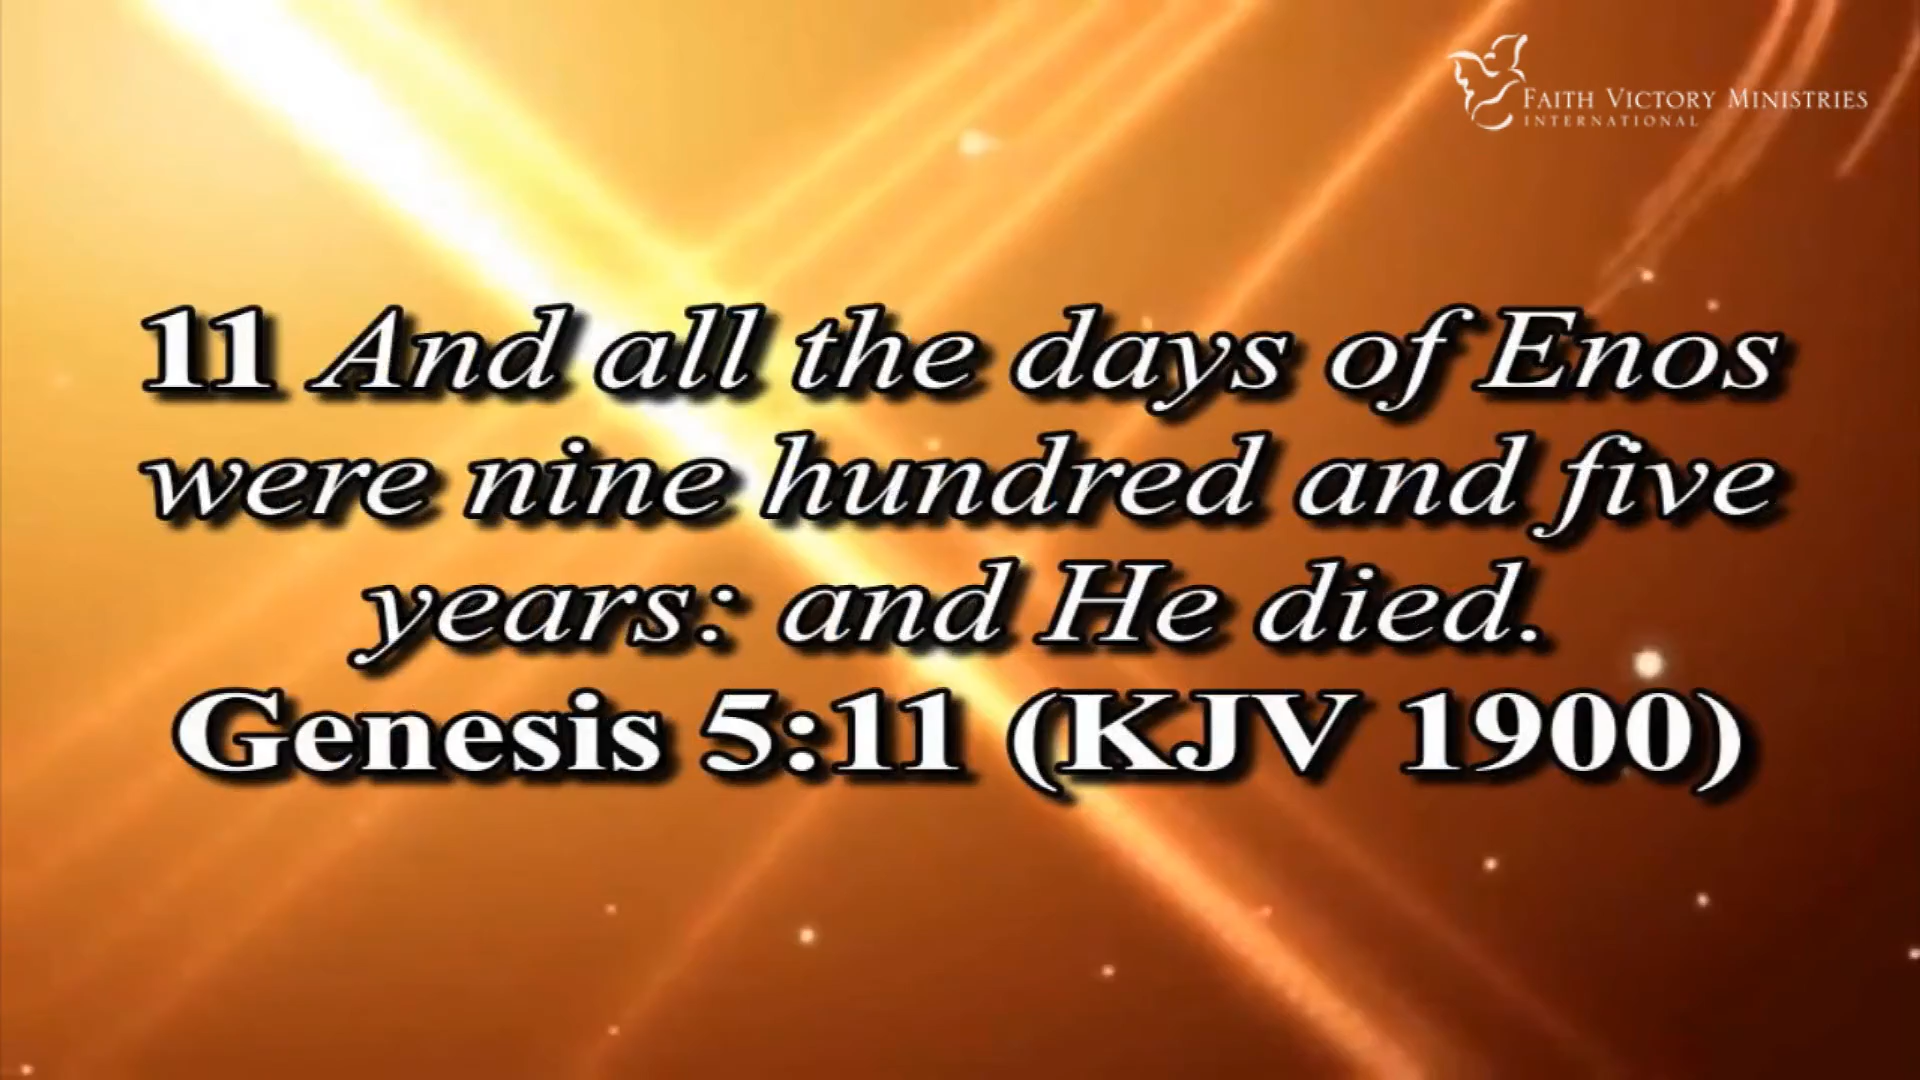 FAITH VICTORY MINISTRIES
INTERNATIONAL
11 And all the days of Enos
were nine hundred and five
years: and He died.
Genesis 5:11 (KJV 1900)